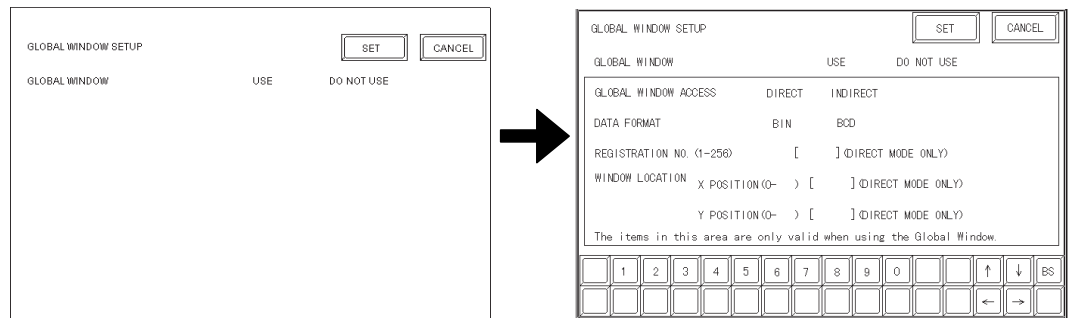 GLOBAL WINDOW SETUP SET CANCEL
GLOBAL WINDOW USE DO NOT USE
GLOBAL WINDOW SETUP SET CANCEL
GLOBAL WINDOW USE DO NOT USE
GLOBAL WINDOW ACCESS DIRECT INDIRECT
DATA FORMAT BIN BCD
REGISTRATION NO. (1-256) [ ] (DIRECT MODE ONLY)
WINDOW LOCATION X POSITION(0- ) [ ] (DIRECT MODE ONLY)
Y POSITION(0- ) [ ] (DIRECT MODE ONLY)
The items in this area are only valid when using the Global Window.
1 2 3 4 5 6 7 8 9 0 ↑ ↓ BS
← →